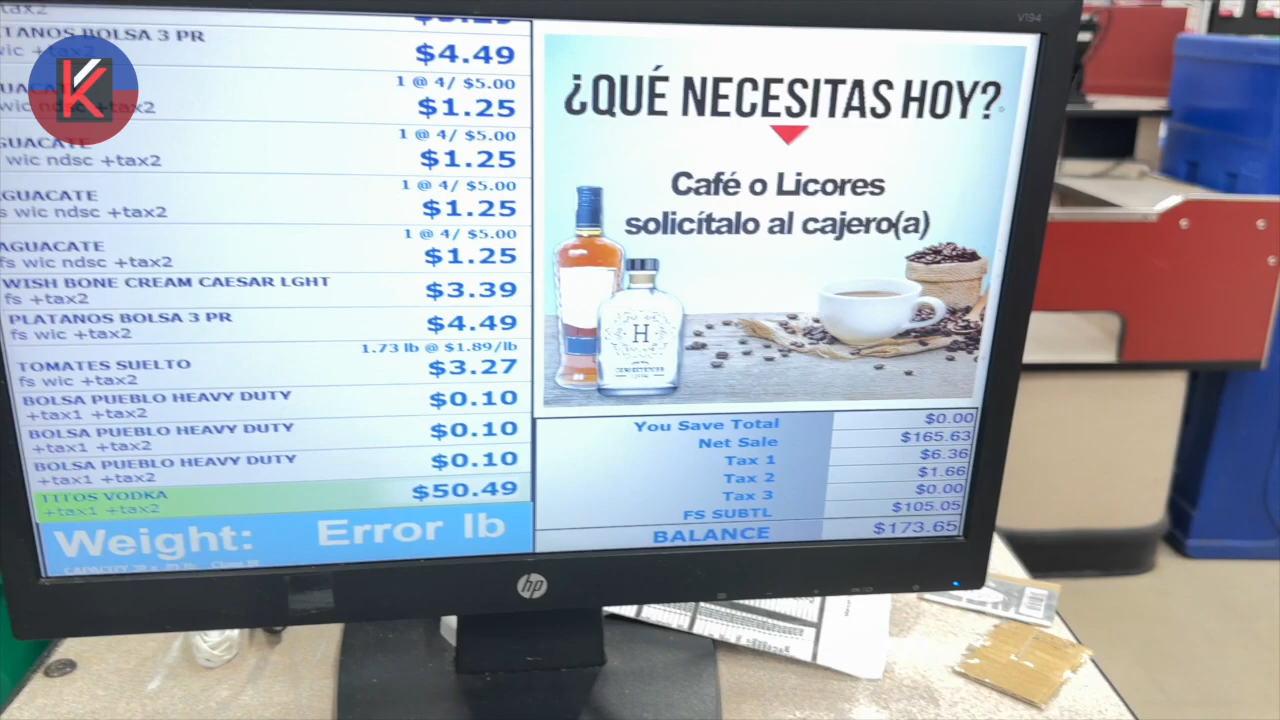 V194
tax2
TANOS BOLSA 3 PR
wic +tax2
$4.49
1 @ 4/ $5.00
wic ndsc +tax2
$1.25
1 @ 4/ $5.00
AGUACATE
wic ndsc +tax2
$1.25
1 @ 4/ $5.00
GUACATE
s wic ndsc +tax2
$1.25
1 @ 4/ $5.00
AGUACATE
fs wic ndsc +tax2
$1.25
WISH BONE CREAM CAESAR LGHT
fs +tax2
$3.39
PLATANOS BOLSA 3 PR
fs wic +tax2
$4.49
1.73 lb @ $1.89/lb
TOMATES SUELTO
fs wic +tax2
$3.27
BOLSA PUEBLO HEAVY DUTY
+tax1 +tax2
$0.10
BOLSA PUEBLO HEAVY DUTY
+tax1 +tax2
$0.10
BOLSA PUEBLO HEAVY DUTY
+tax1 +tax2
$0.10
TITOS VODKA
+tax1 +tax2
$50.49
Weight: Error lb
¿QUÉ NECESITAS HOY?
Café o Licores
solicítalo al cajero(a)
H
You Save Total $0.00
Net Sale $165.63
Tax 1 $6.36
Tax 2 $1.66
Tax 3 $0.00
FS SUBTL $105.05
BALANCE $173.65
hp
K